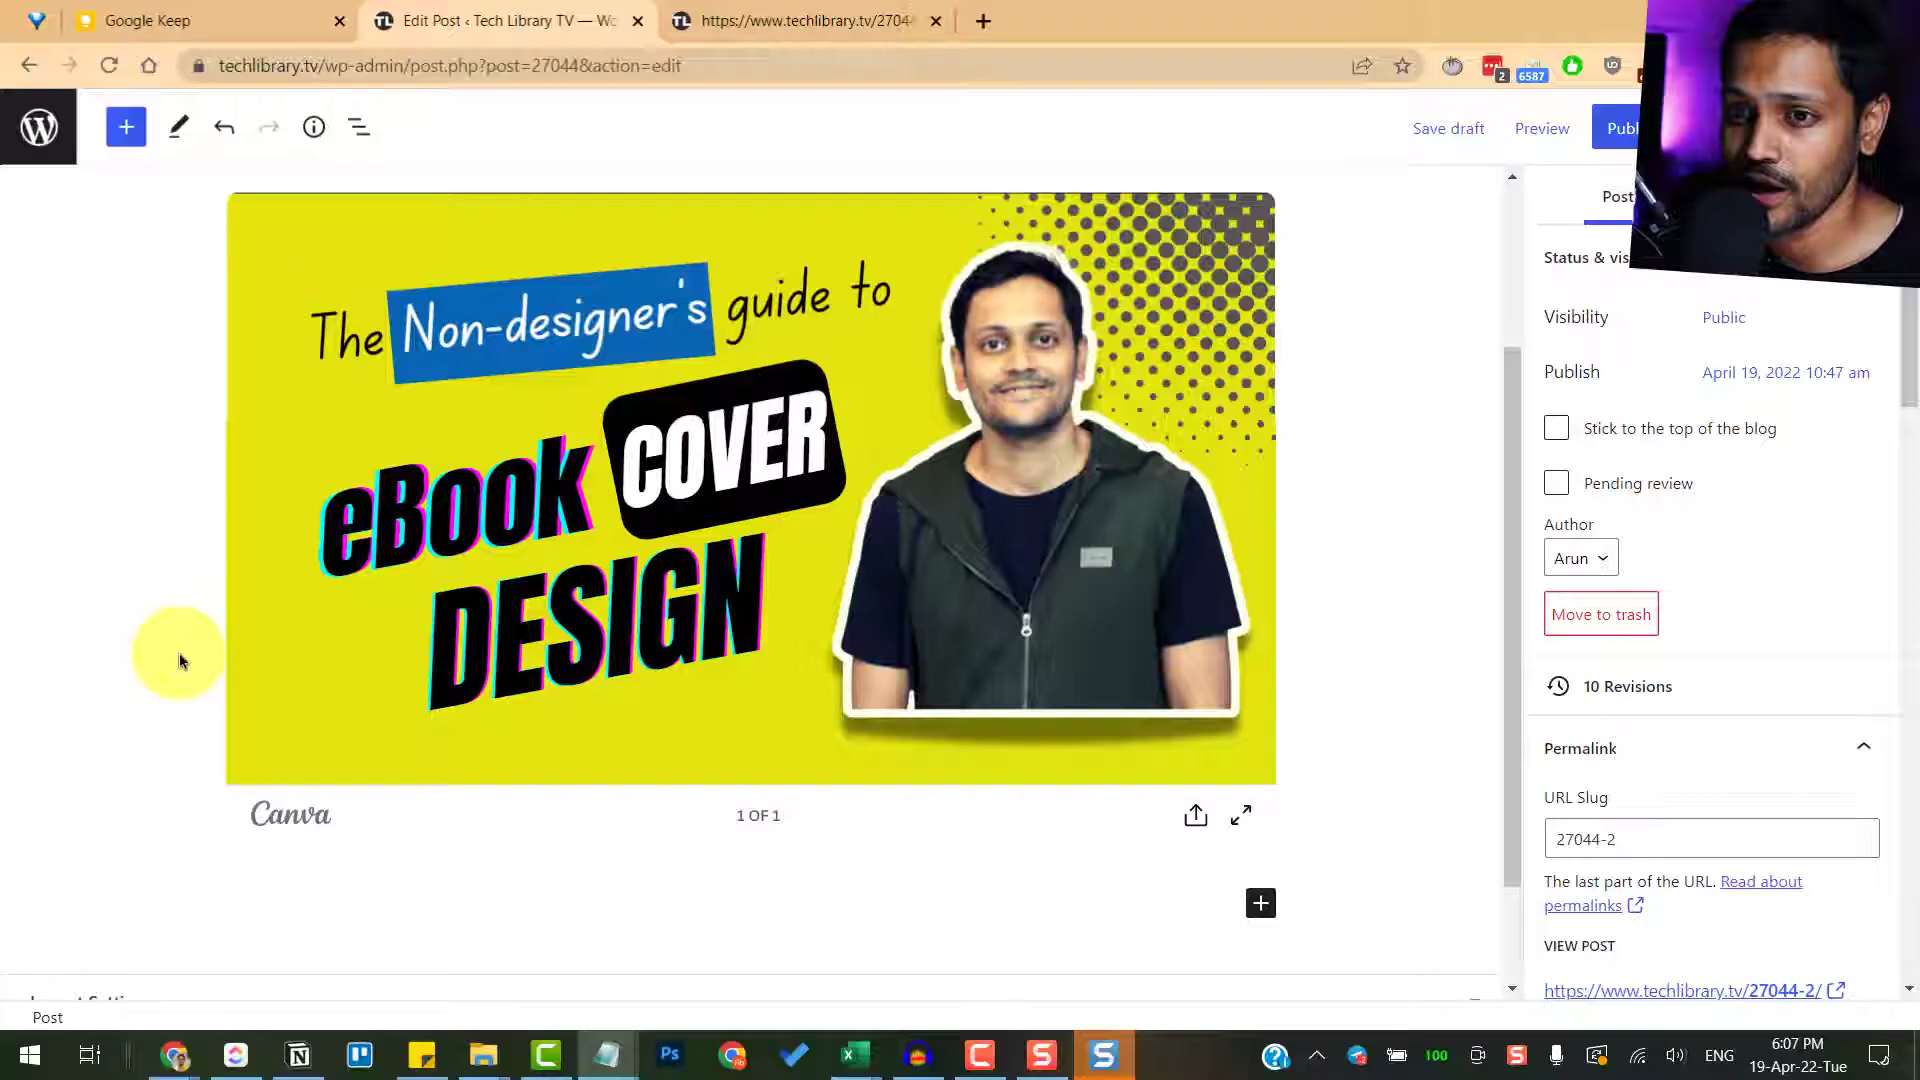 Google Keep
Edit Post ‹ Tech Library TV — Wo
https://www.techlibrary.tv/2704
techlibrary.tv/wp-admin/post.php?post=27044&action=edit
2
6587
Save draft
Preview
Publ
The Non-designer's guide to
eBook COVER
DESIGN
Canva
1 OF 1
Post
Status & vis
Visibility
Public
Publish
April 19, 2022 10:47 am
Stick to the top of the blog
Pending review
Author
Arun
Move to trash
10 Revisions
Permalink
URL Slug
27044-2
The last part of the URL. Read about
permalinks
VIEW POST
https://www.techlibrary.tv/27044-2/
Post
Ps
100
ENG
6:07 PM
19-Apr-22-Tue